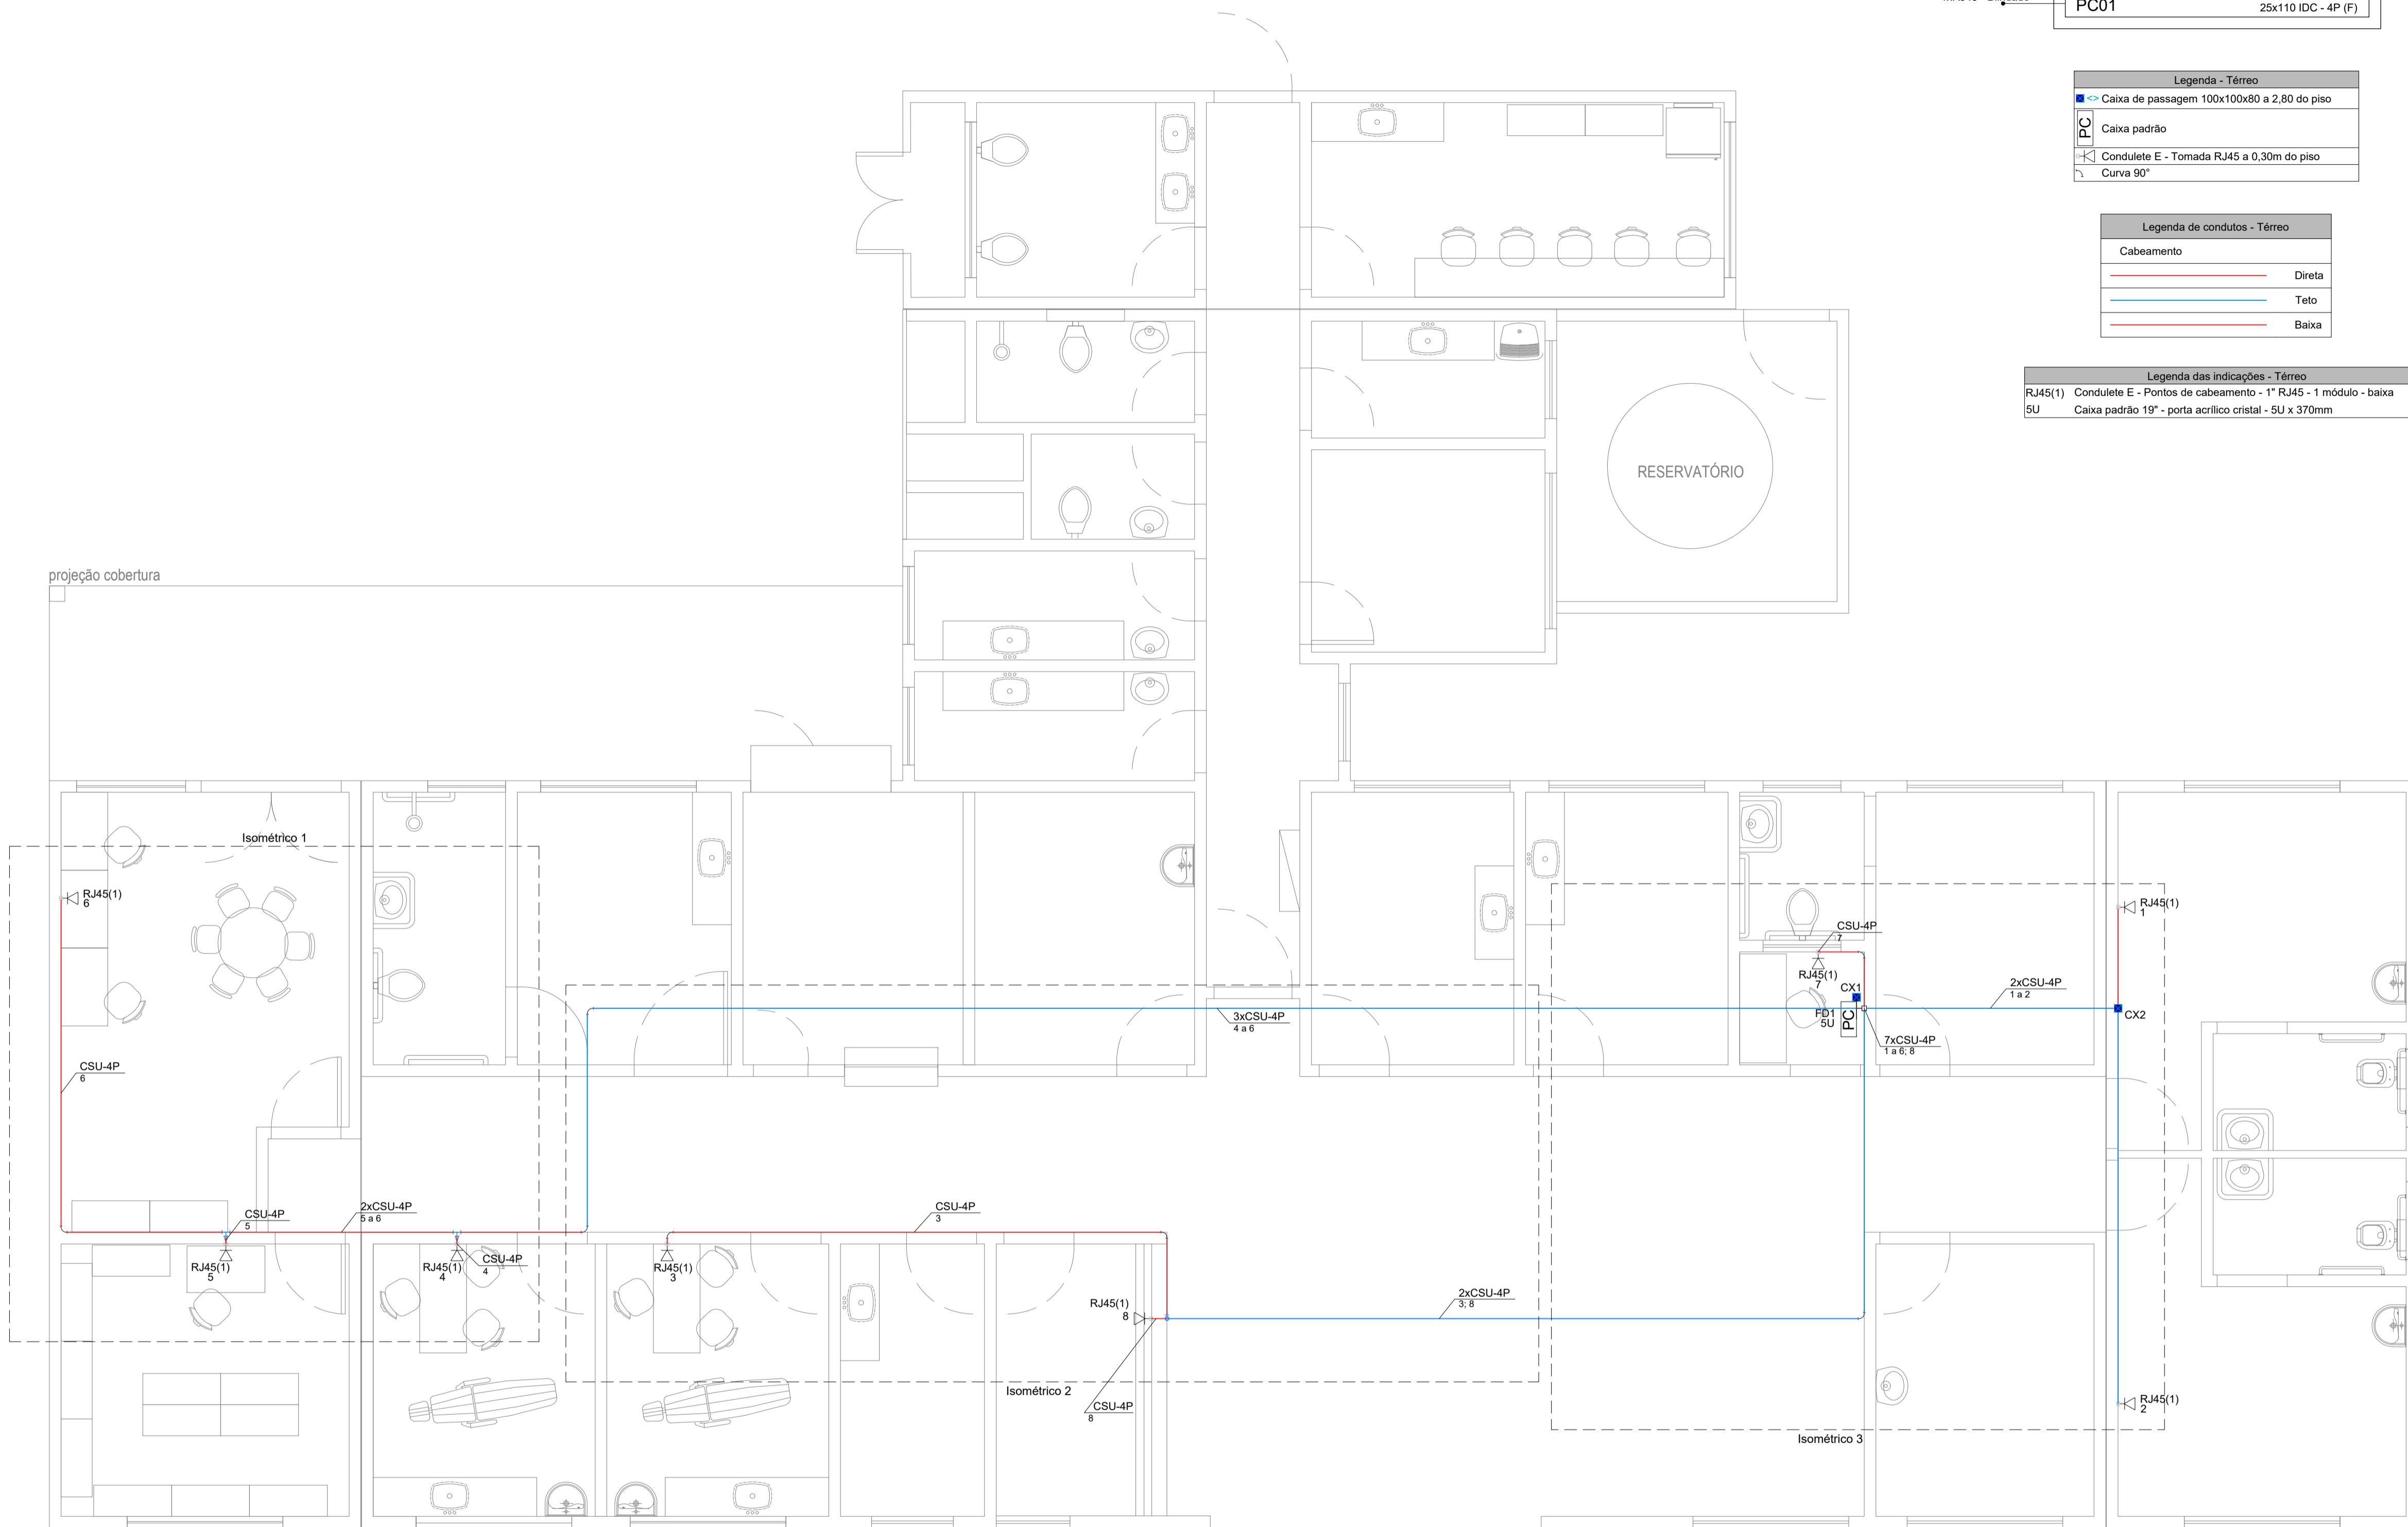 PC01
25x110 IDC - 4P (F)
Legenda - Térreo
<> Caixa de passagem 100x100x80 a 2,80 do piso
PC Caixa padrão
Condulete E - Tomada RJ45 a 0,30m do piso
Curva 90°
Legenda de condutos - Térreo
Cabeamento
Direta
Teto
Baixa
Legenda das indicações - Térreo
RJ45(1) Condulete E - Pontos de cabeamento - 1" RJ45 - 1 módulo - baixa
5U Caixa padrão 19" - porta acrílico cristal - 5U x 370mm
RESERVATÓRIO
projeção cobertura
Isométrico 1
RJ45(1)
6
CSU-4P
6
CSU-4P
5
2xCSU-4P
5 a 6
RJ45(1)
5
RJ45(1)
4
CSU-4P
4
RJ45(1)
3
CSU-4P
3
3xCSU-4P
4 a 6
RJ45(1)
8
CSU-4P
8
Isométrico 2
2xCSU-4P
3; 8
CSU-4P
7
RJ45(1)
7
CX1
FD1
5U
PC
7xCSU-4P
1 a 6; 8
2xCSU-4P
1 a 2
RJ45(1)
1
CX2
RJ45(1)
2
Isométrico 3